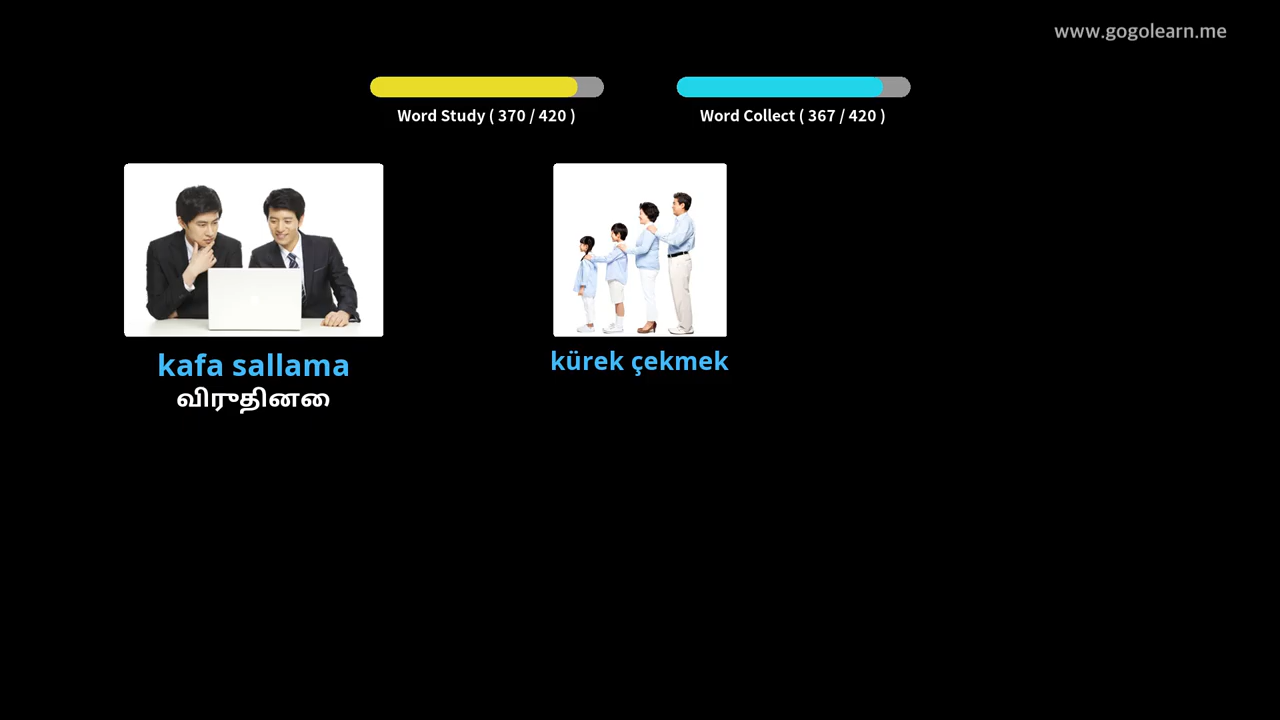 www.gogolearn.me
Word Study ( 370 / 420 )
Word Collect ( 367 / 420 )
kafa sallama
விருதினை
kürek çekmek